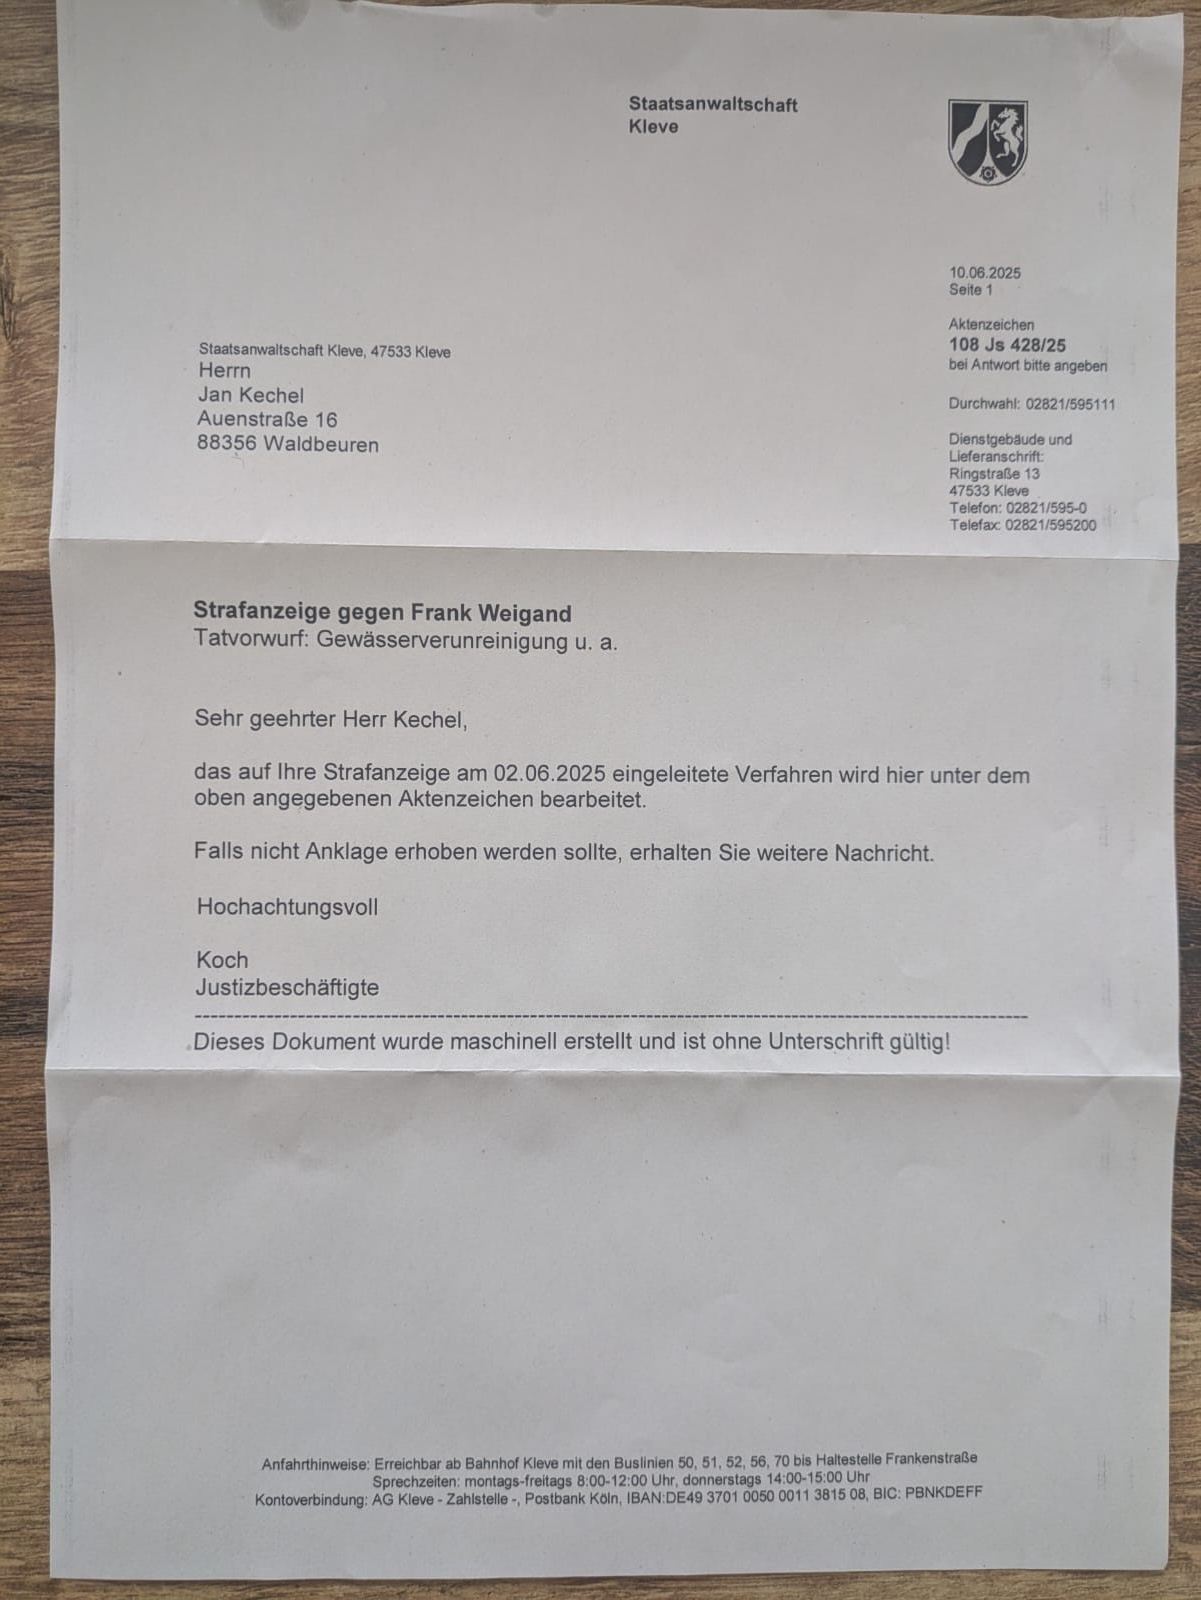 Staatsanwaltschaft
Kleve
10.06.2025
Seite 1
Aktenzeichen
108 Js 428/25
bei Antwort bitte angeben
Durchwahl: 02821/595111
Dienstgebäude und
Lieferanschrift:
Ringstraße 13
47533 Kleve
Telefon: 02821/595-0
Telefax: 02821/595200
Staatsanwaltschaft Kleve, 47533 Kleve
Herrn
Jan Kechel
Auenstraße 16
88356 Waldbeuren
Strafanzeige gegen Frank Weigand
Tatvorwurf: Gewässerverunreinigung u. a.
Sehr geehrter Herr Kechel,
das auf Ihre Strafanzeige am 02.06.2025 eingeleitete Verfahren wird hier unter dem
oben angegebenen Aktenzeichen bearbeitet.
Falls nicht Anklage erhoben werden sollte, erhalten Sie weitere Nachricht.
Hochachtungsvoll
Koch
Justizbeschäftigte
Dieses Dokument wurde maschinell erstellt und ist ohne Unterschrift gültig!
Anfahrthinweise: Erreichbar ab Bahnhof Kleve mit den Buslinien 50, 51, 52, 56, 70 bis Haltestelle Frankenstraße
Sprechzeiten: montags-freitags 8:00-12:00 Uhr, donnerstags 14:00-15:00 Uhr
Kontoverbindung: AG Kleve - Zahlstelle -, Postbank Köln, IBAN:DE49 3701 0050 0011 3815 08, BIC: PBNKDEFF